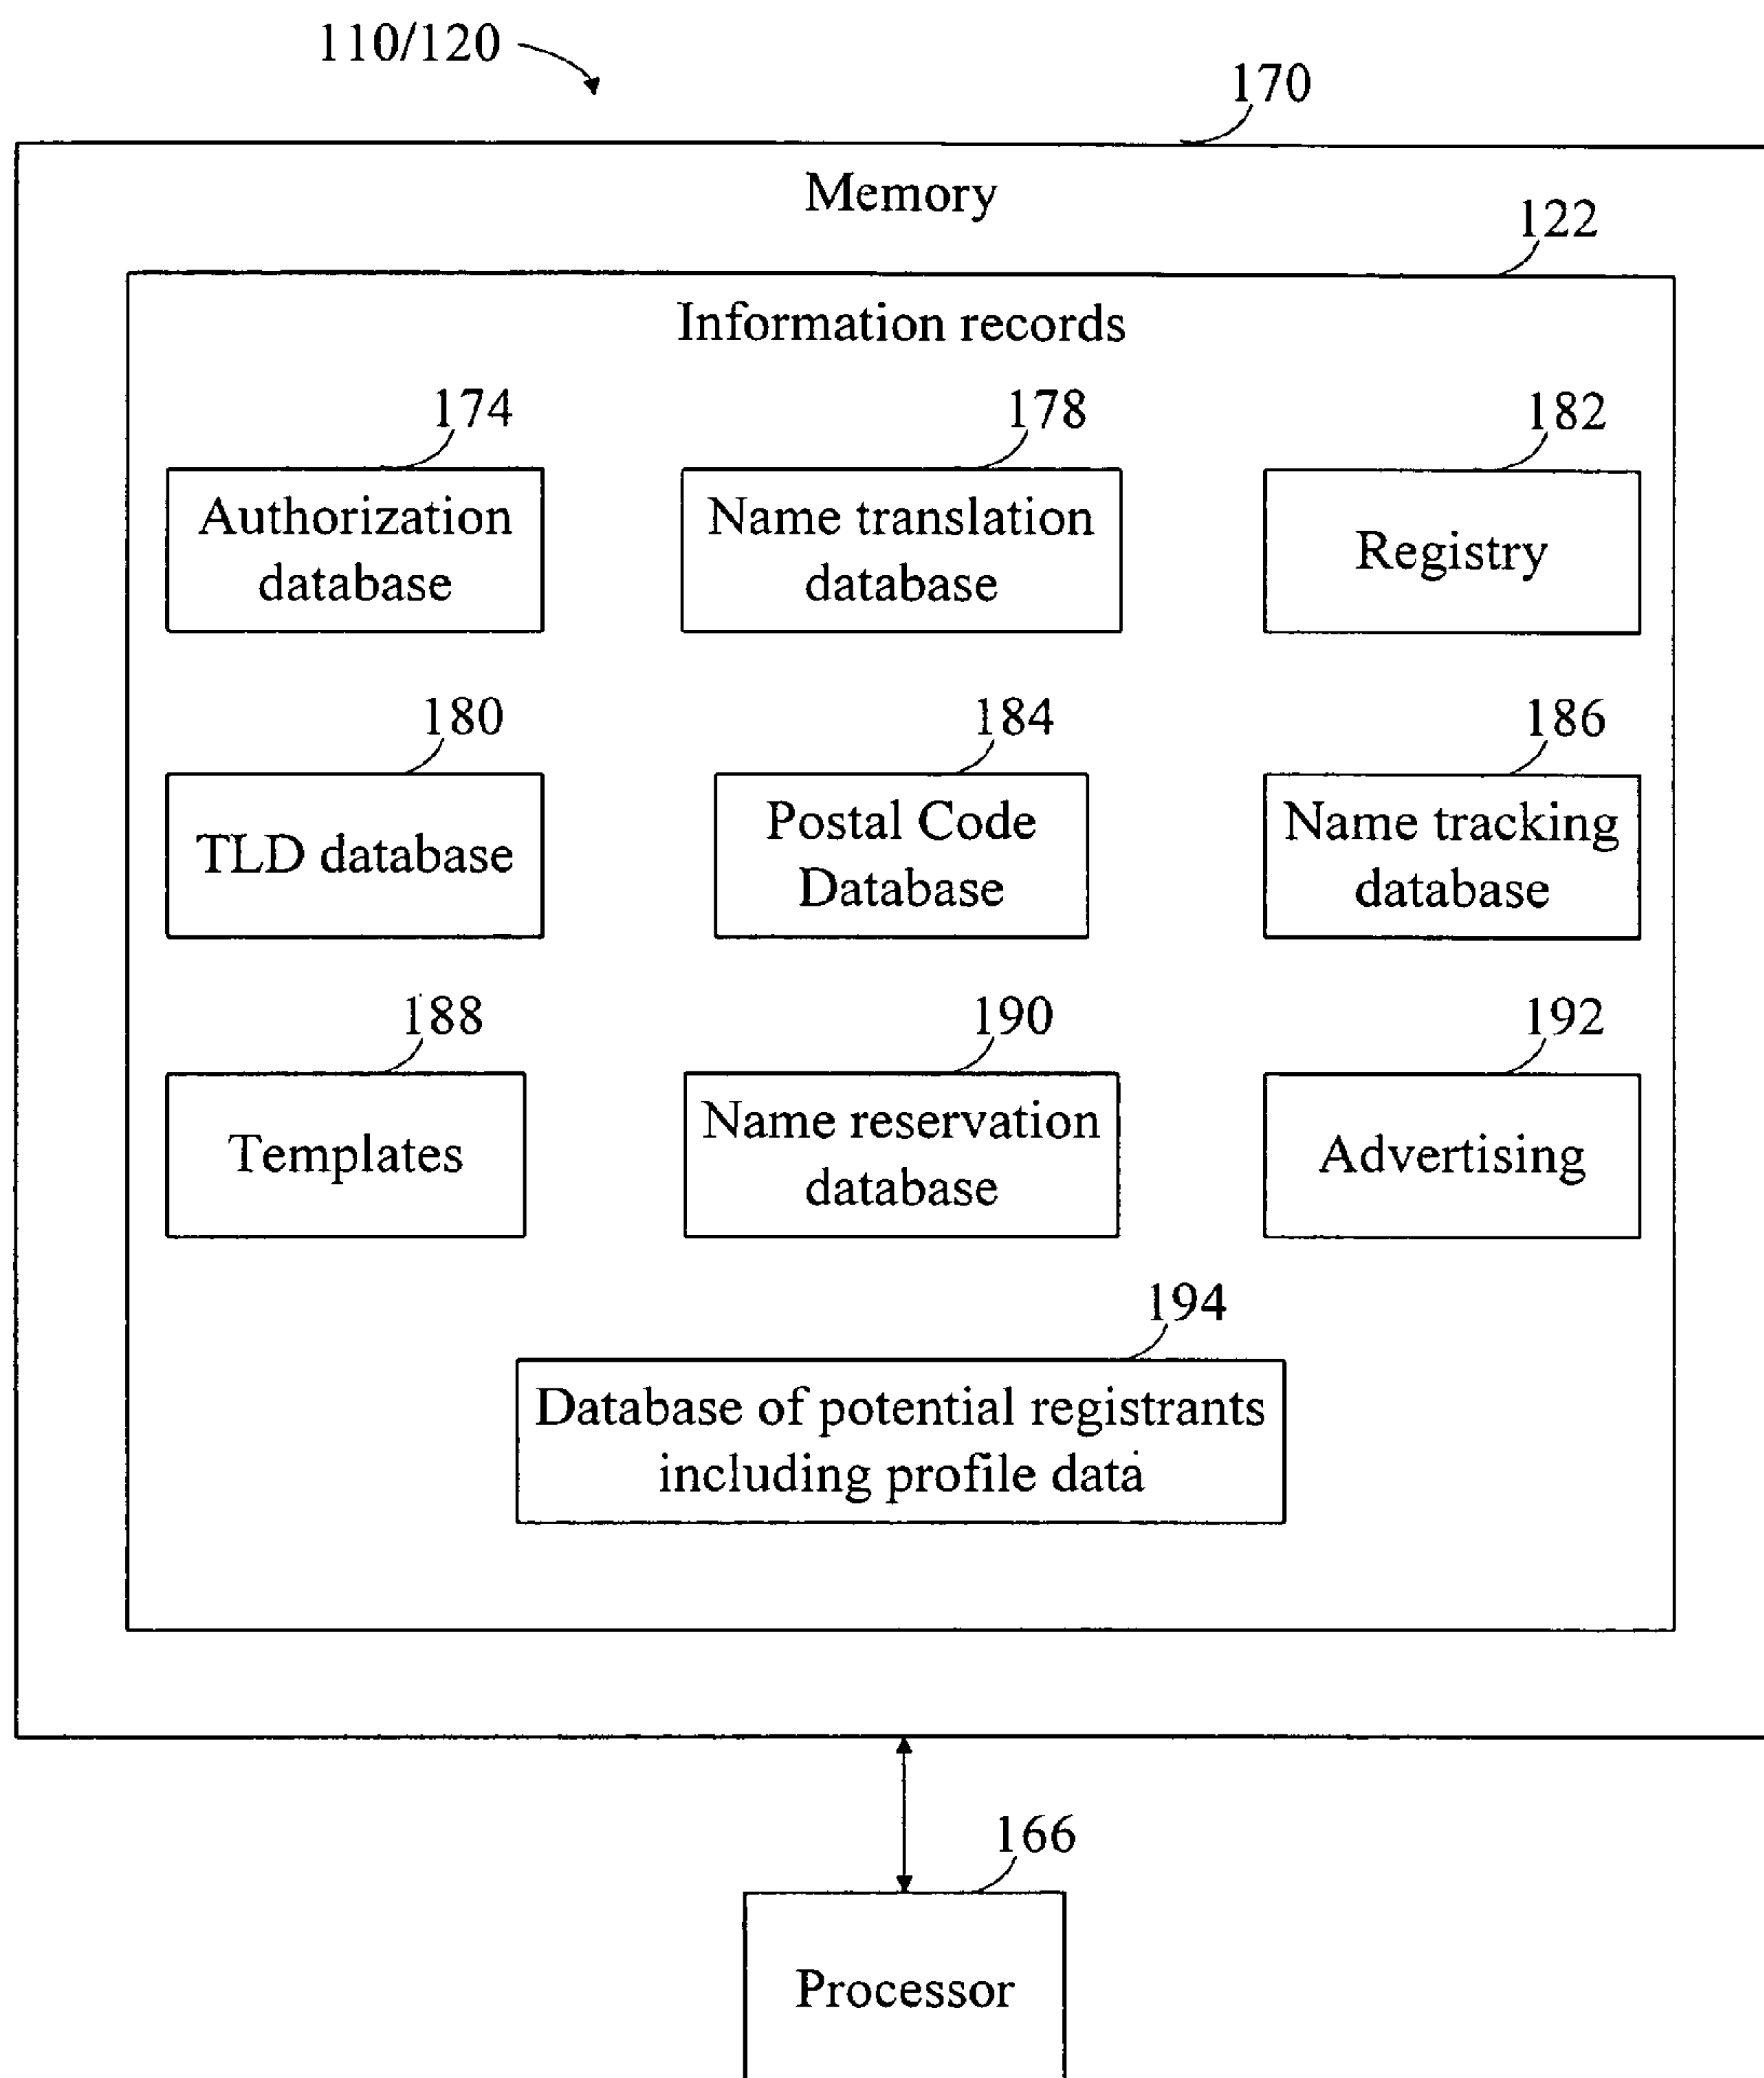 110/120
170
Memory
122
Information records
174
178
182
Authorization
database
Name translation
database
Registry
180
184
186
TLD database
Postal Code
Database
Name tracking
database
188
190
192
Templates
Name reservation
database
Advertising
194
Database of potential registrants
including profile data
166
Processor